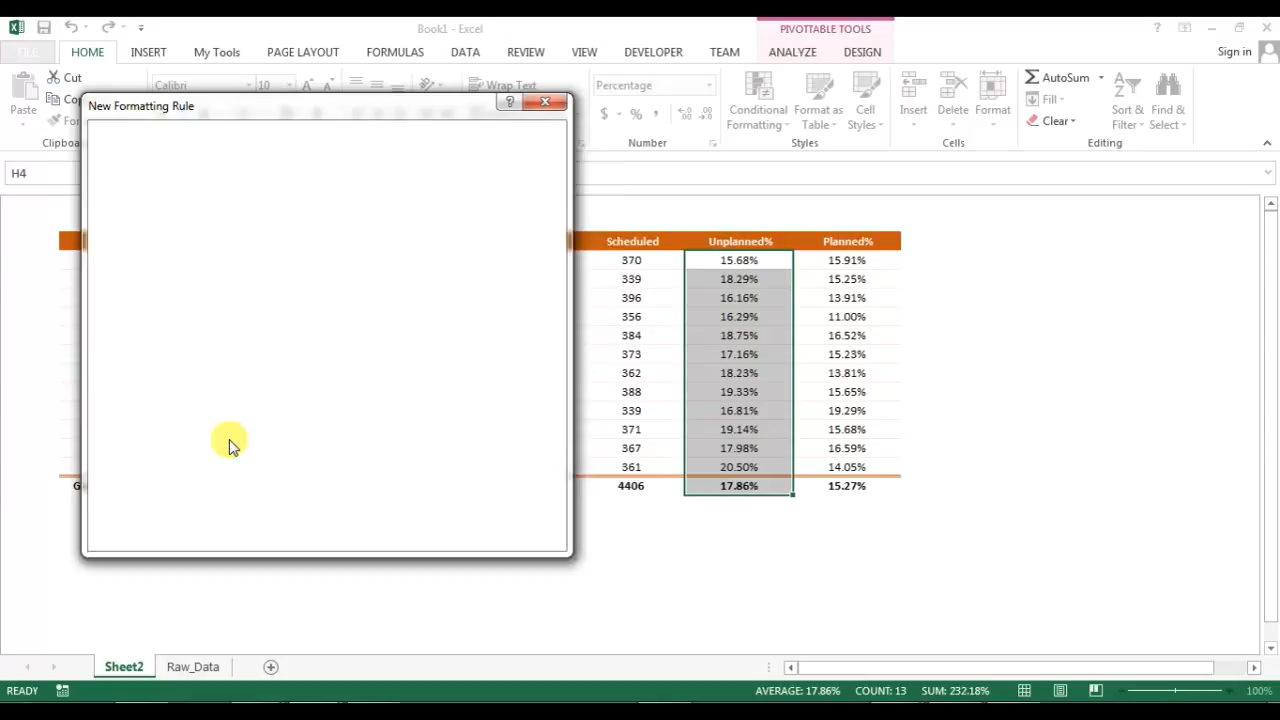 Book1 - Excel
PIVOTTABLE TOOLS
?
FILE
HOME
INSERT
My Tools
PAGE LAYOUT
FORMULAS
DATA
REVIEW
VIEW
DEVELOPER
TEAM
ANALYZE
DESIGN
Sign in
Paste
Cut
Calibri
10
Wrap Text
Percentage
$ % ,
Conditional Formatting
Format as Table
Cell Styles
Insert
Delete
Format
AutoSum
Fill
Clear
Sort & Filter
Find & Select
Number
Styles
Cells
Editing
New Formatting Rule
?
H4
Scheduled Unplanned% Planned%
370 15.68% 15.91%
339 18.29% 15.25%
396 16.16% 13.91%
356 16.29% 11.00%
384 18.75% 16.52%
373 17.16% 15.23%
362 18.23% 13.81%
388 19.33% 15.65%
339 16.81% 19.29%
371 19.14% 15.68%
367 17.98% 16.59%
361 20.50% 14.05%
4406 17.86% 15.27%
Sheet2
Raw_Data
READY
AVERAGE: 17.86%
COUNT: 13
SUM: 232.18%
100%